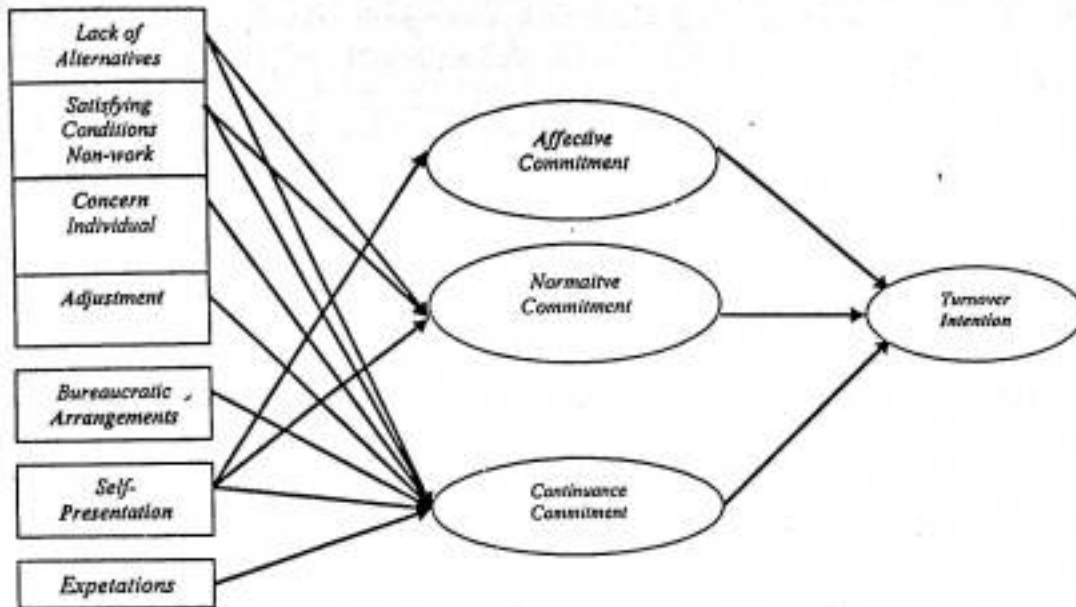 Lack of
Alternatives
Satisfying
Conditions
Non-work
Concern
Individual
Adjustment
Bureaucratic
Arrangements
Self-
Presentation
Expetations
Affective
Commitment
Normative
Commitment
Continuance
Commitment
Turnover
Intention